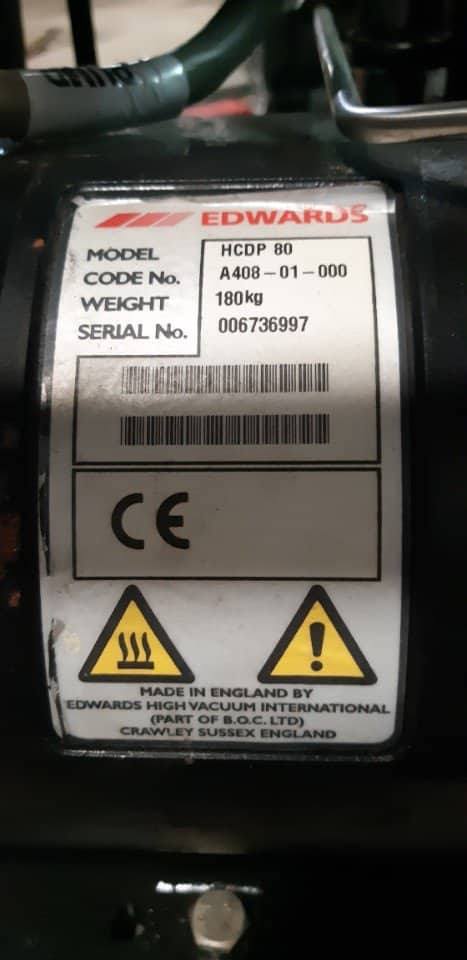 EDWARDS
MODEL HCDP 80
CODE No. A408-01-000
WEIGHT 180kg
SERIAL No. 006736997
CE
MADE IN ENGLAND BY
EDWARDS HIGH VACUUM INTERNATIONAL
(PART OF B.O.C. LTD)
CRAWLEY SUSSEX ENGLAND